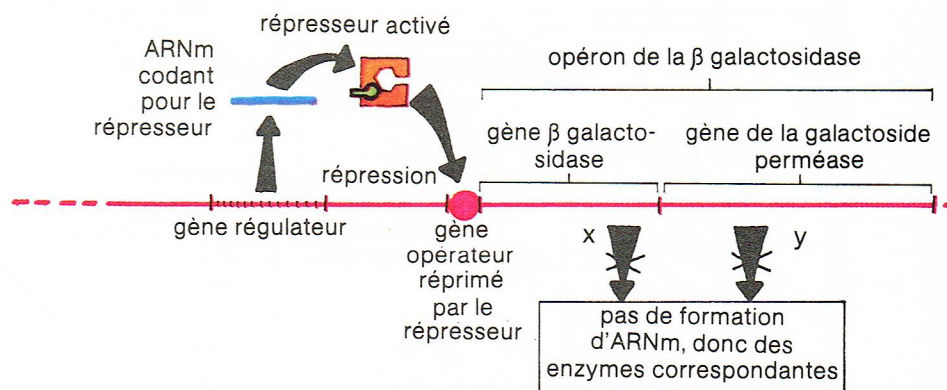 répresseur activé
ARNm
codant
pour le
répresseur
opéron de la β galactosidase
gène β galacto-
sidase
gène de la galactoside
perméase
répression
gène régulateur
gène
opérateur
réprimé
par le
répresseur
x
y
pas de formation
d'ARNm, donc des
enzymes correspondantes